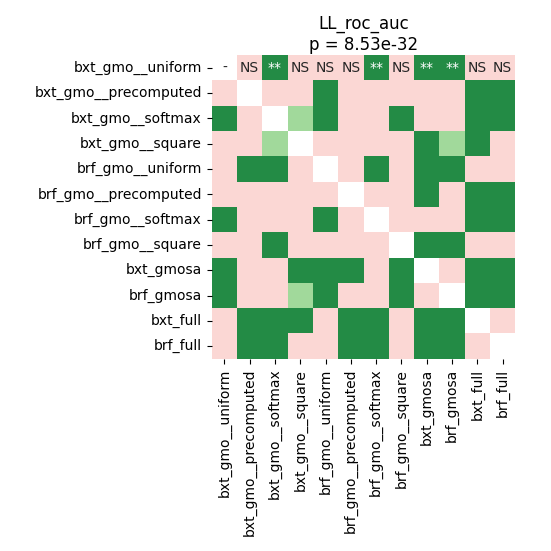 LL_roc_auc
p = 8.53e-32
bxt_gmo__uniform - NS ** NS NS NS ** NS ** ** NS NS
bxt_gmo__precomputed
bxt_gmo__softmax
bxt_gmo__square
brf_gmo__uniform
brf_gmo__precomputed
brf_gmo__softmax
brf_gmo__square
bxt_gmosa
brf_gmosa
bxt_full
brf_full
bxt_gmo__uniform
bxt_gmo__precomputed
bxt_gmo__softmax
bxt_gmo__square
brf_gmo__uniform
brf_gmo__precomputed
brf_gmo__softmax
brf_gmo__square
bxt_gmosa
brf_gmosa
bxt_full
brf_full